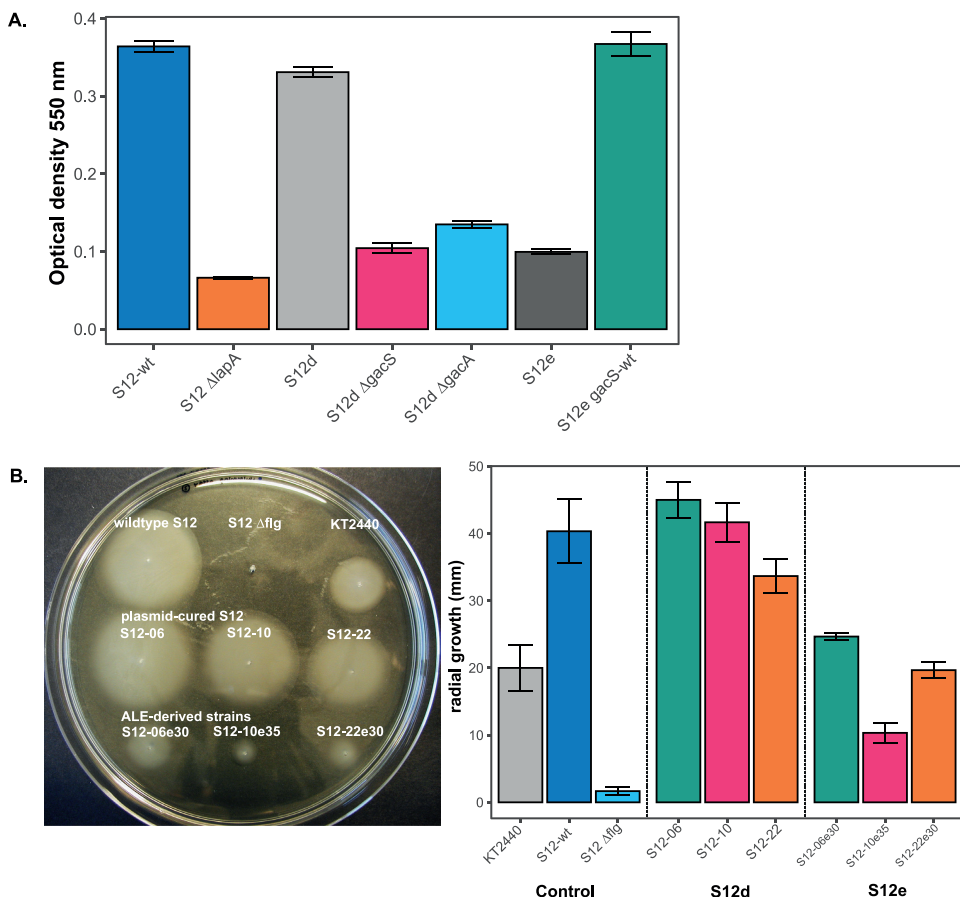 A.
Optical density 550 nm
0.4
0.3
0.2
0.1
0.0
S12-wt
S12 ΔlapA
S12d
S12d ΔgacS
S12d ΔgacA
S12e
S12e gacS-wt
B.
wildtype S12 S12 Δflg KT2440
plasmid-cured S12
S12-06 S12-10 S12-22
ALE-derived strains
S12-06e30 S12-10e35 S12-22e30
radial growth (mm)
50
40
30
20
10
0
KT2440
S12-wt
S12 Δflg
S12-06
S12-10
S12-22
S12-06e30
S12-10e35
S12-22e30
Control S12d S12e